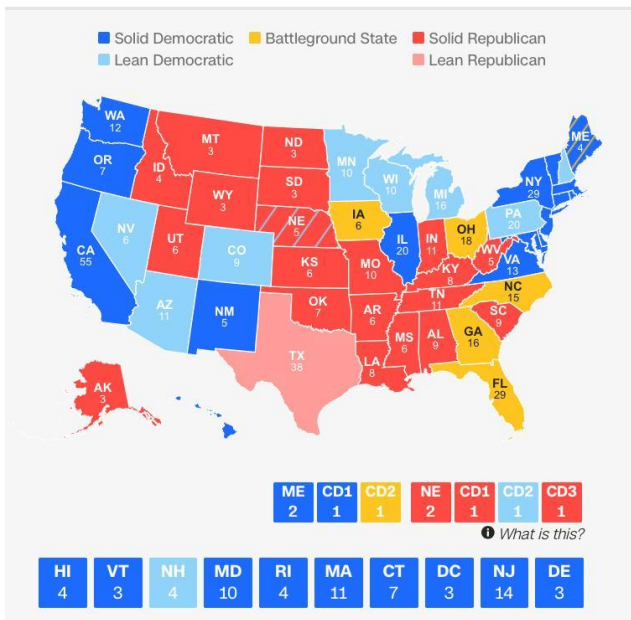 Solid Democratic Battleground State Solid Republican
Lean Democratic Lean Republican
WA
12
OR
7
CA
55
NV
6
ID
4
MT
3
WY
3
UT
6
AZ
11
CO
9
NM
5
ND
3
SD
3
NE
5
KS
6
OK
7
TX
38
MN
10
IA
6
MO
10
AR
6
LA
8
WI
10
IL
20
MI
16
IN
11
OH
18
KY
8
TN
11
MS
6
AL
9
GA
16
FL
29
SC
9
NC
15
VA
13
WV
5
PA
20
NY
29
ME
4
AK
3
ME CD1 CD2 NE CD1 CD2 CD3
2 1 1 2 1 1 1
What is this?
HI VT NH MD RI MA CT DC NJ DE
4 3 4 10 4 11 7 3 14 3